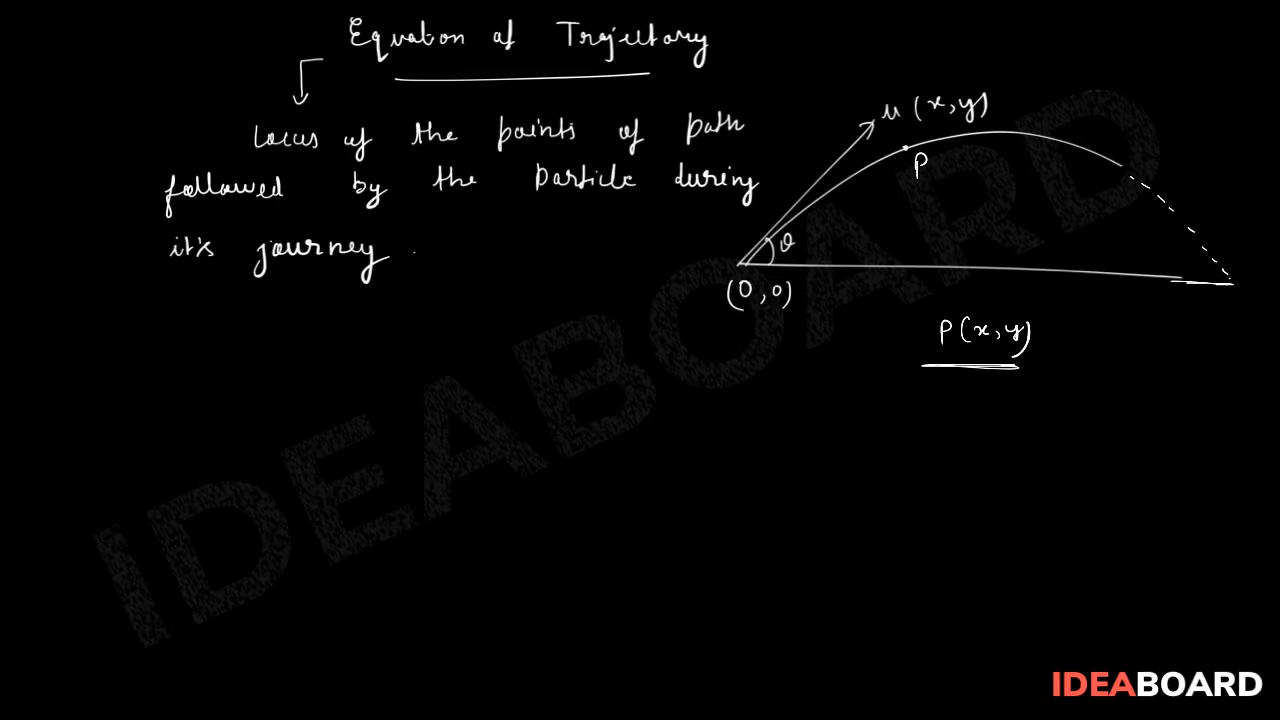 Equation of Trajectory
Locus of the points of path
followed by the particle during
it's journey.
u (x,y)
P
θ
(0,0)
P(x,y)
IDEABOARD
IDEABOARD